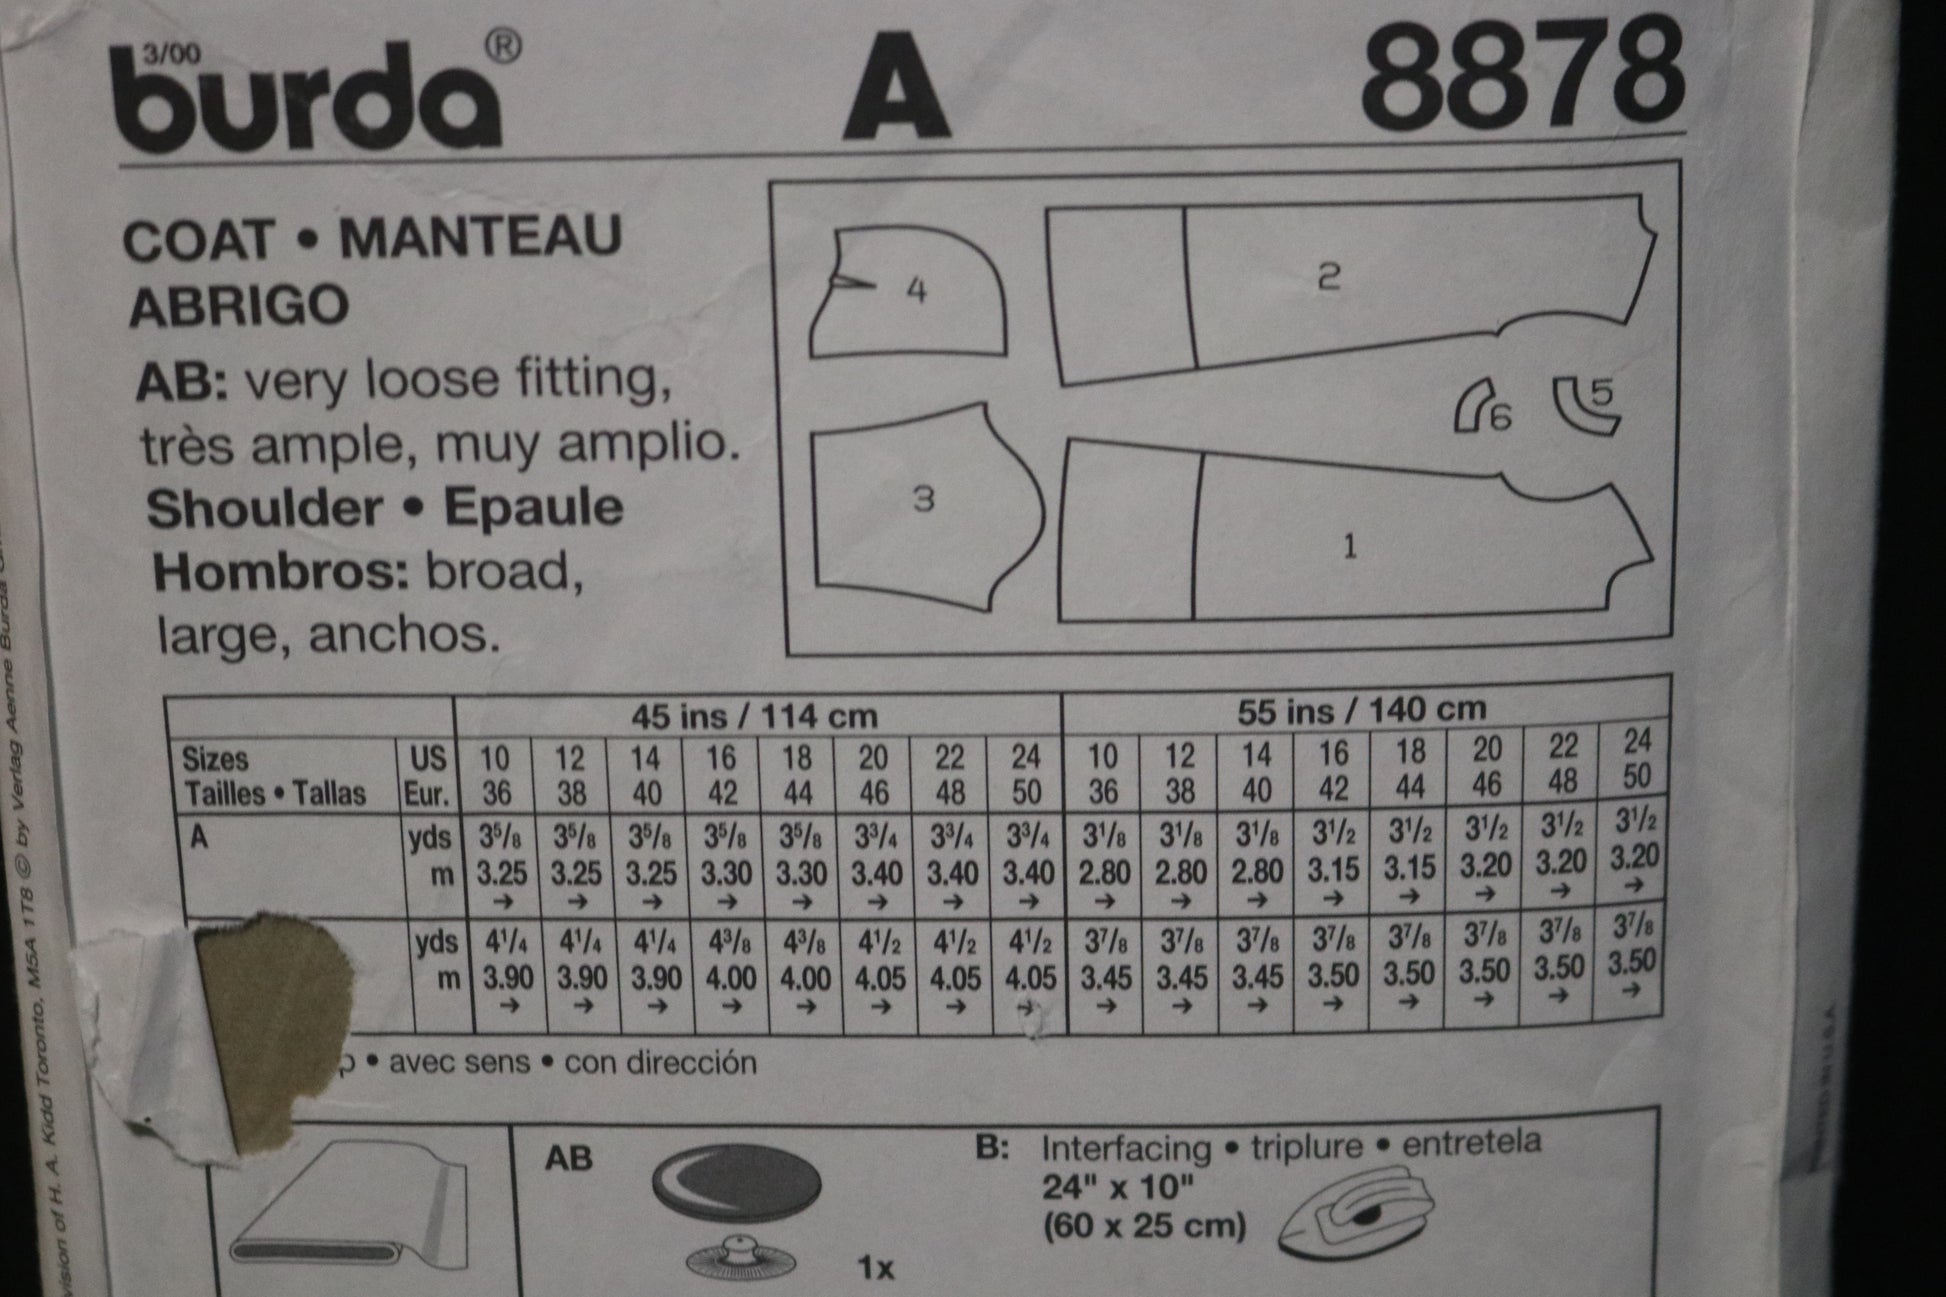 3/00
burda® A 8878
COAT • MANTEAU
ABRIGO
AB: very loose fitting,
très ample, muy amplio.
Shoulder • Epaule
Hombros: broad,
large, anchos.
4 2
6 5
3 1
45 ins / 114 cm 55 ins / 140 cm
Sizes US 10 12 14 16 18 20 22 24 10 12 14 16 18 20 22 24
Tailles • Tallas Eur. 36 38 40 42 44 46 48 50 36 38 40 42 44 46 48 50
A yds 3⁵/₈ 3⁵/₈ 3⁵/₈ 3⁵/₈ 3⁵/₈ 3³/₄ 3³/₄ 3³/₄ 3¹/₈ 3¹/₈ 3¹/₈ 3¹/₂ 3¹/₂ 3¹/₂ 3¹/₂ 3¹/₂
m 3.25 3.25 3.25 3.30 3.30 3.40 3.40 3.40 2.80 2.80 2.80 3.15 3.15 3.20 3.20 3.20
→ → → → → → → → → → → → → → → →
yds 4¹/₄ 4¹/₄ 4¹/₄ 4³/₈ 4³/₈ 4¹/₂ 4¹/₂ 4¹/₂ 3⁷/₈ 3⁷/₈ 3⁷/₈ 3⁷/₈ 3⁷/₈ 3⁷/₈ 3⁷/₈ 3⁷/₈
m 3.90 3.90 3.90 4.00 4.00 4.05 4.05 4.05 3.45 3.45 3.45 3.50 3.50 3.50 3.50 3.50
→ → → → → → → → → → → → → → → →
• avec sens • con dirección
AB
1x
B: Interfacing • triplure • entretela
24" x 10"
(60 x 25 cm)
of H. A. Kidd Toronto, M5A 1T8 © by Verlag Aenne Burda